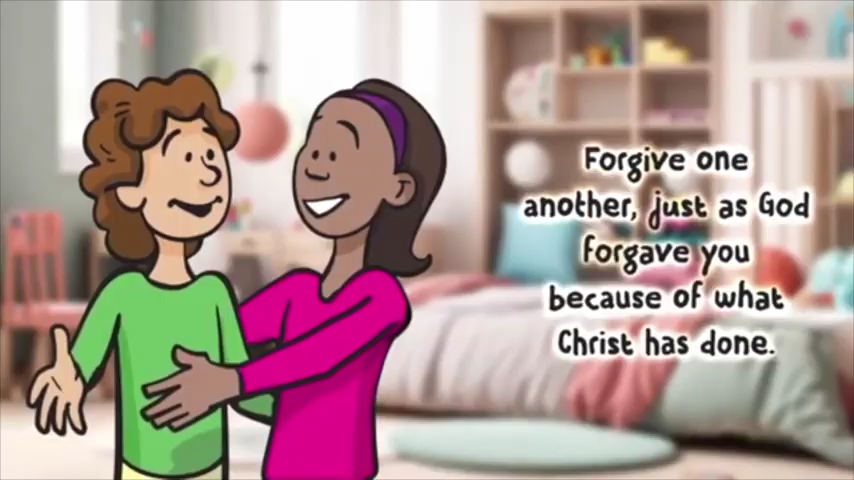 Forgive one
another, just as God
forgave you
because of what
Christ has done.